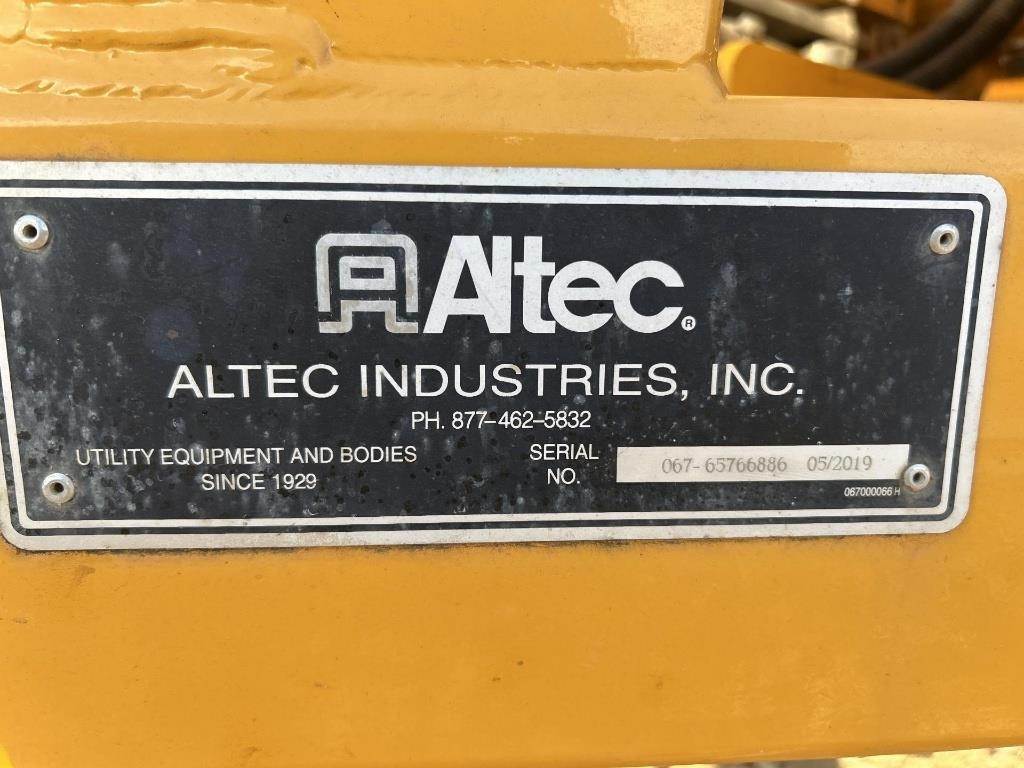 Altec®
ALTEC INDUSTRIES, INC.
PH. 877-462-5832
UTILITY EQUIPMENT AND BODIES
SINCE 1929
SERIAL
NO.
067-65766886 05/2019
067000066 H